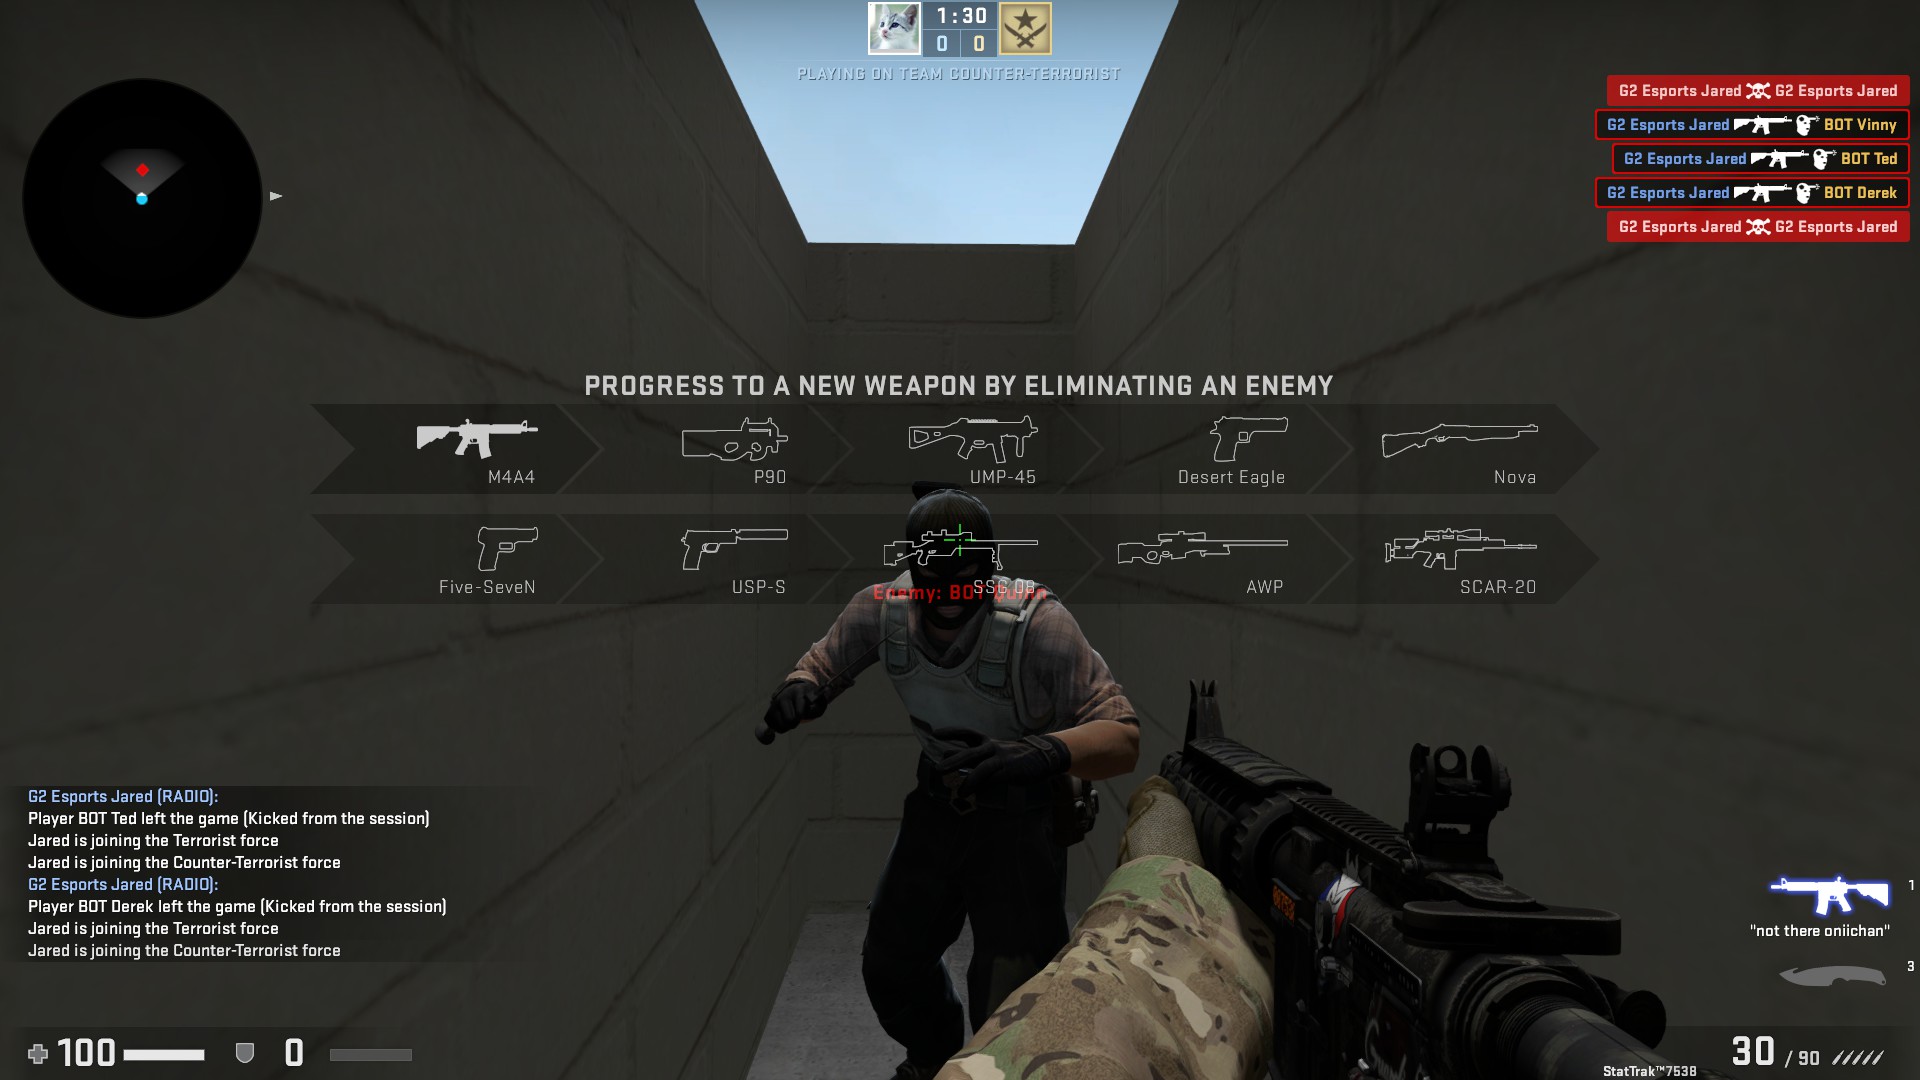 1:30
0 0
PLAYING ON TEAM COUNTER-TERRORIST
G2 Esports Jared G2 Esports Jared
G2 Esports Jared BOT Vinny
G2 Esports Jared BOT Ted
G2 Esports Jared BOT Derek
G2 Esports Jared G2 Esports Jared
PROGRESS TO A NEW WEAPON BY ELIMINATING AN ENEMY
M4A4 P90 UMP-45 Desert Eagle Nova
Five-SeveN USP-S SSG 08 AWP SCAR-20
Enemy: BOT Quinn
G2 Esports Jared (RADIO):
Player BOT Ted left the game (Kicked from the session)
Jared is joining the Terrorist force
Jared is joining the Counter-Terrorist force
G2 Esports Jared (RADIO):
Player BOT Derek left the game (Kicked from the session)
Jared is joining the Terrorist force
Jared is joining the Counter-Terrorist force
1
"not there oniichan"
3
100 0
30 / 90
StatTrak™7538